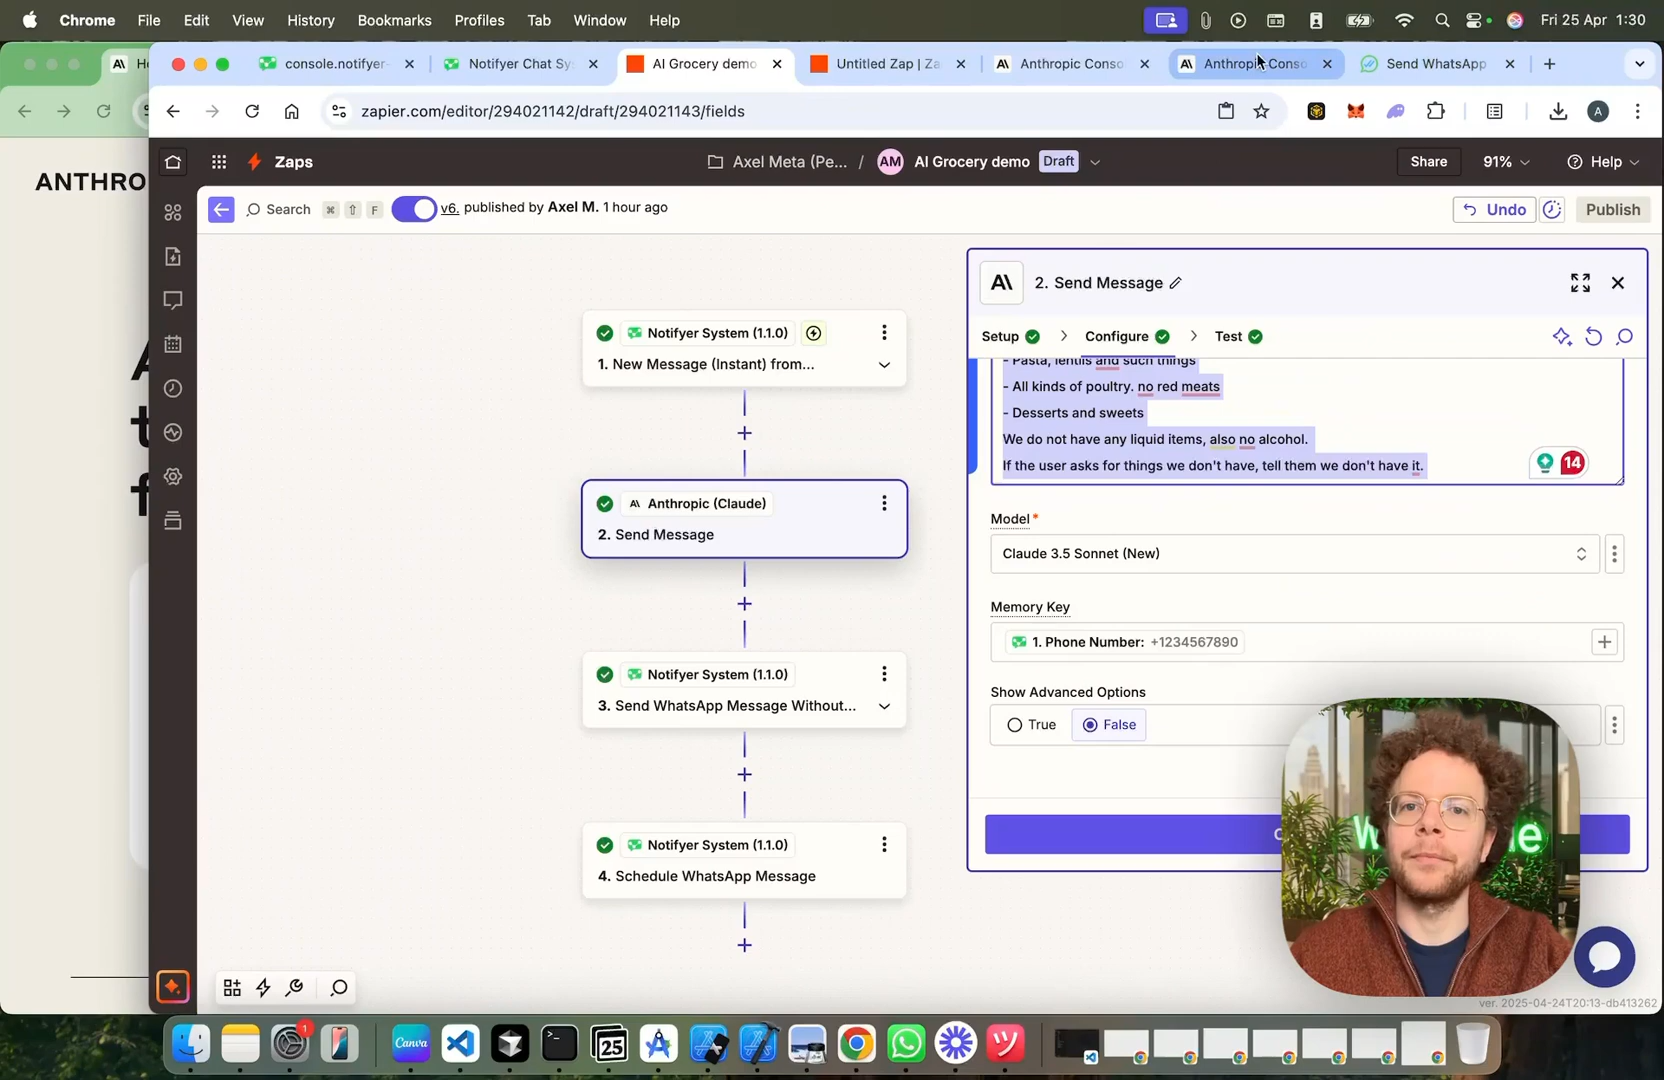 Chrome File Edit View History Bookmarks Profiles Tab Window Help Fri 25 Apr 1:30
console.notifyer- Notifyer Chat Sy: AI Grocery demo Untitled Zap | Za Anthropic Conso Anthropic Conso Send WhatsApp
zapier.com/editor/294021142/draft/294021143/fields A
ANTHRO
Zaps
Axel Meta (Pe... / AM AI Grocery demo Draft
Share 91% Help
Search F v6. published by Axel M. 1 hour ago
Undo Publish
Notifyer System (1.1.0)
1. New Message (Instant) from...
Anthropic (Claude)
2. Send Message
Notifyer System (1.1.0)
3. Send WhatsApp Message Without...
Notifyer System (1.1.0)
4. Schedule WhatsApp Message
2. Send Message
Setup Configure Test
- Pasta, lentils and such things
- All kinds of poultry. no red meats
- Desserts and sweets
We do not have any liquid items, also no alcohol.
If the user asks for things we don't have, tell them we don't have it.
14
Model *
Claude 3.5 Sonnet (New)
Memory Key
1. Phone Number: +1234567890
Show Advanced Options
True False
ver. 2025-04-24T20:13-db413262
1 Canva 25